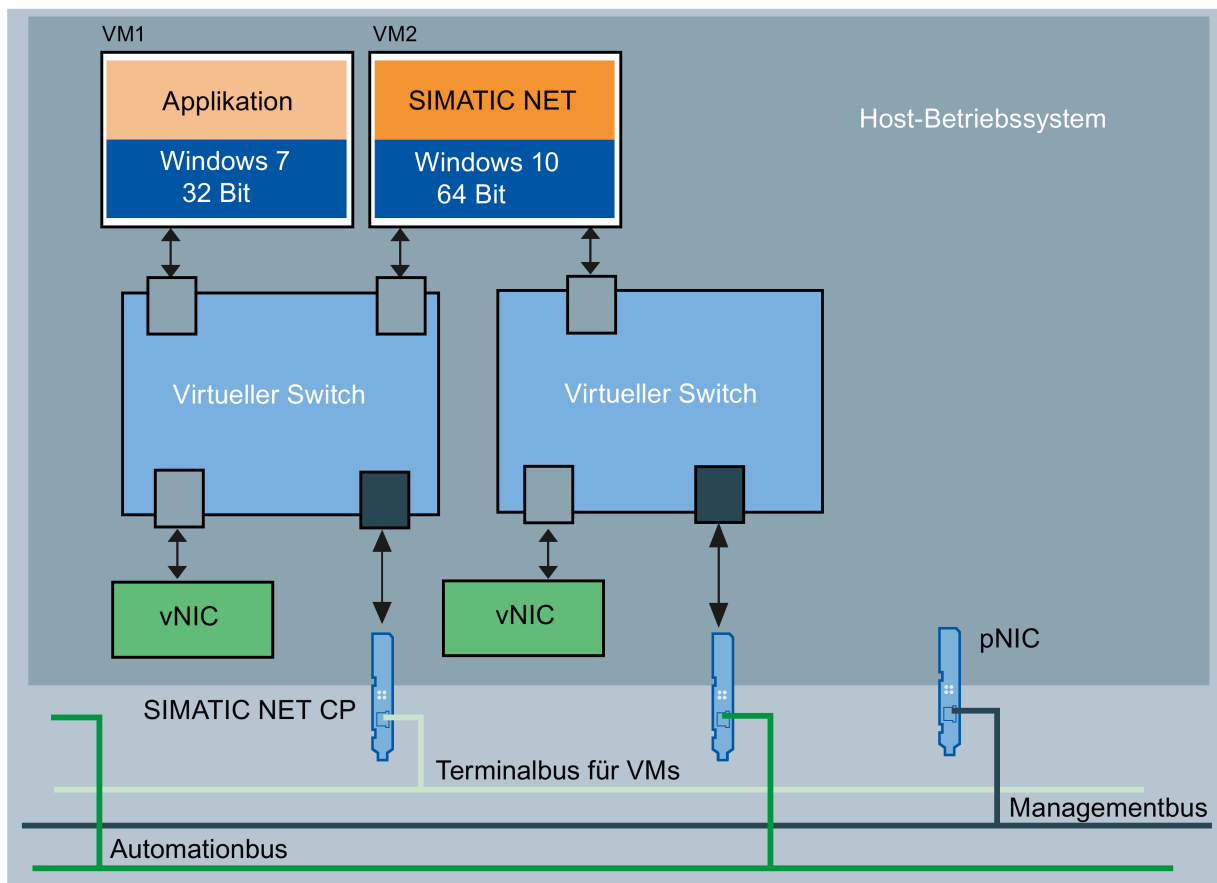 VM1
VM2
Applikation
SIMATIC NET
Host-Betriebssystem
Windows 7
32 Bit
Windows 10
64 Bit
Virtueller Switch
Virtueller Switch
vNIC
vNIC
pNIC
SIMATIC NET CP
Terminalbus für VMs
Managementbus
Automationbus